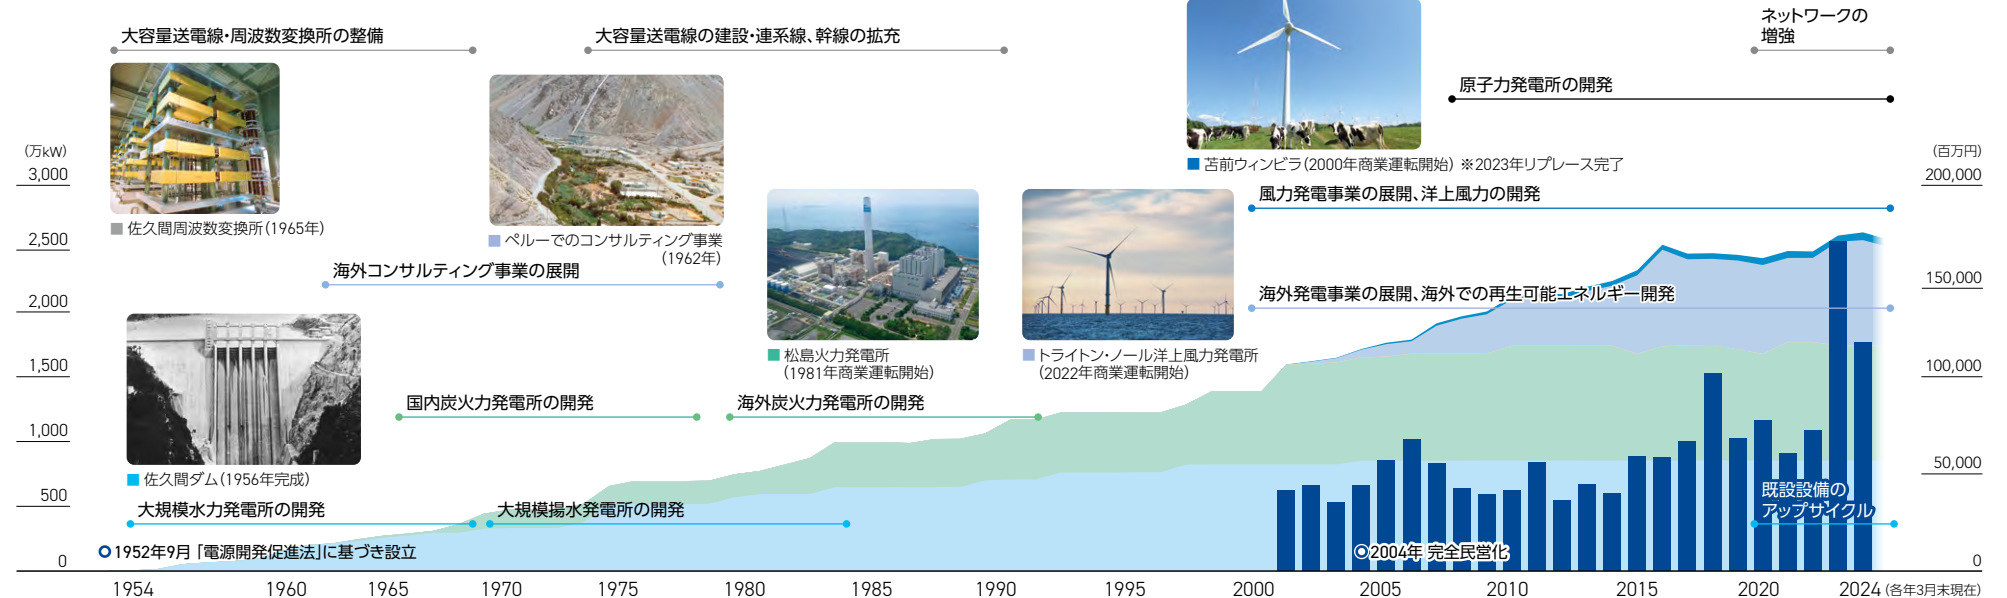 大容量送電線・周波数変換所の整備
大容量送電線の建設・連系線、幹線の拡充
ネットワークの
増強
原子力発電所の開発
■ 佐久間周波数変換所(1965年)
■ ペルーでのコンサルティング事業
(1962年)
■ 苫前ウィンビラ(2000年商業運転開始) ※2023年リプレース完了
風力発電事業の展開、洋上風力の開発
海外コンサルティング事業の展開
海外発電事業の展開、海外での再生可能エネルギー開発
■ 松島火力発電所
(1981年商業運転開始)
■ トライトン・ノール洋上風力発電所
(2022年商業運転開始)
国内炭火力発電所の開発
海外炭火力発電所の開発
■ 佐久間ダム(1956年完成)
大規模水力発電所の開発
大規模揚水発電所の開発
既設設備の
アップサイクル
1952年9月「電源開発促進法」に基づき設立
2004年 完全民営化
(万kW)
3,000
2,500
2,000
1,500
1,000
500
0
(百万円)
200,000
150,000
100,000
50,000
0
1954
1960
1965
1970
1975
1980
1985
1990
1995
2000
2005
2010
2015
2020
2024 (各年3月末現在)